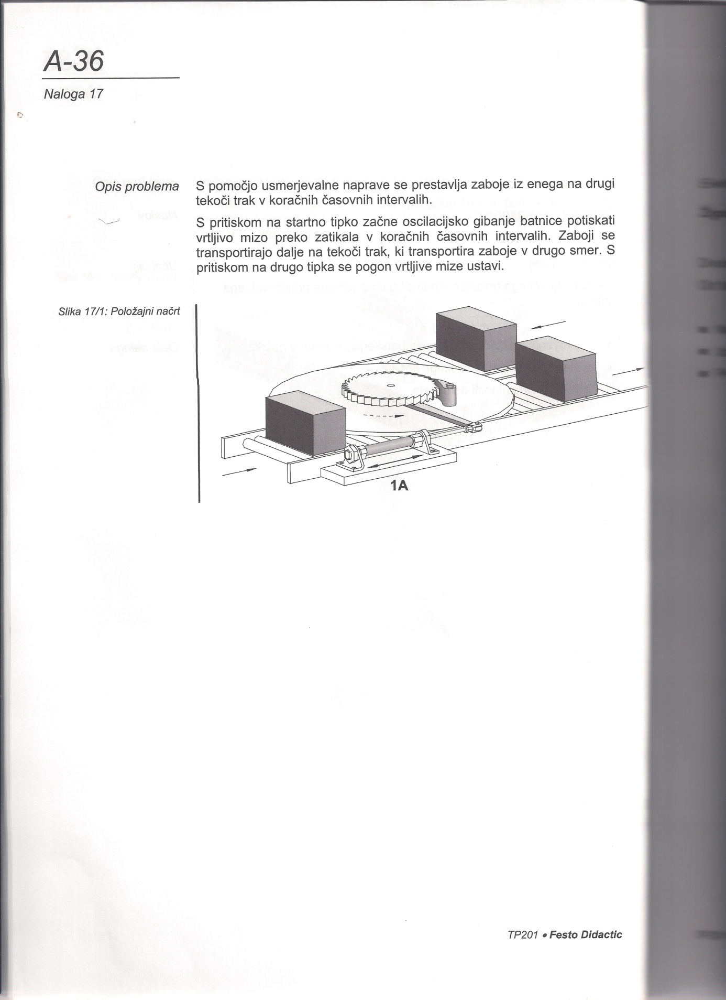 A-36
Naloga 17
Opis problema
S pomočjo usmerjevalne naprave se prestavlja zaboje iz enega na drugi
tekoči trak v koračnih časovnih intervalih.
S pritiskom na startno tipko začne oscilacijsko gibanje batnice potiskati
vrtljivo mizo preko zatikala v koračnih časovnih intervalih. Zaboji se
transportirajo dalje na tekoči trak, ki transportira zaboje v drugo smer. S
pritiskom na drugo tipka se pogon vrtljive mize ustavi.
Slika 17/1: Položajni načrt
1A
TP201 • Festo Didactic